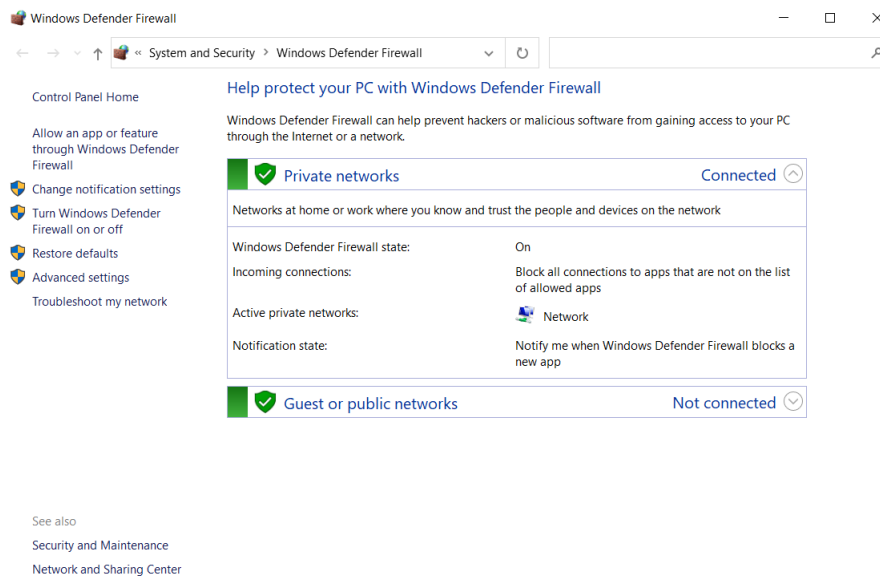 Windows Defender Firewall
« System and Security > Windows Defender Firewall
Control Panel Home
Allow an app or feature
through Windows Defender
Firewall
Change notification settings
Turn Windows Defender
Firewall on or off
Restore defaults
Advanced settings
Troubleshoot my network
Help protect your PC with Windows Defender Firewall
Windows Defender Firewall can help prevent hackers or malicious software from gaining access to your PC
through the Internet or a network.
Private networks Connected
Networks at home or work where you know and trust the people and devices on the network
Windows Defender Firewall state: On
Incoming connections: Block all connections to apps that are not on the list
of allowed apps
Active private networks: Network
Notification state: Notify me when Windows Defender Firewall blocks a
new app
Guest or public networks Not connected
See also
Security and Maintenance
Network and Sharing Center